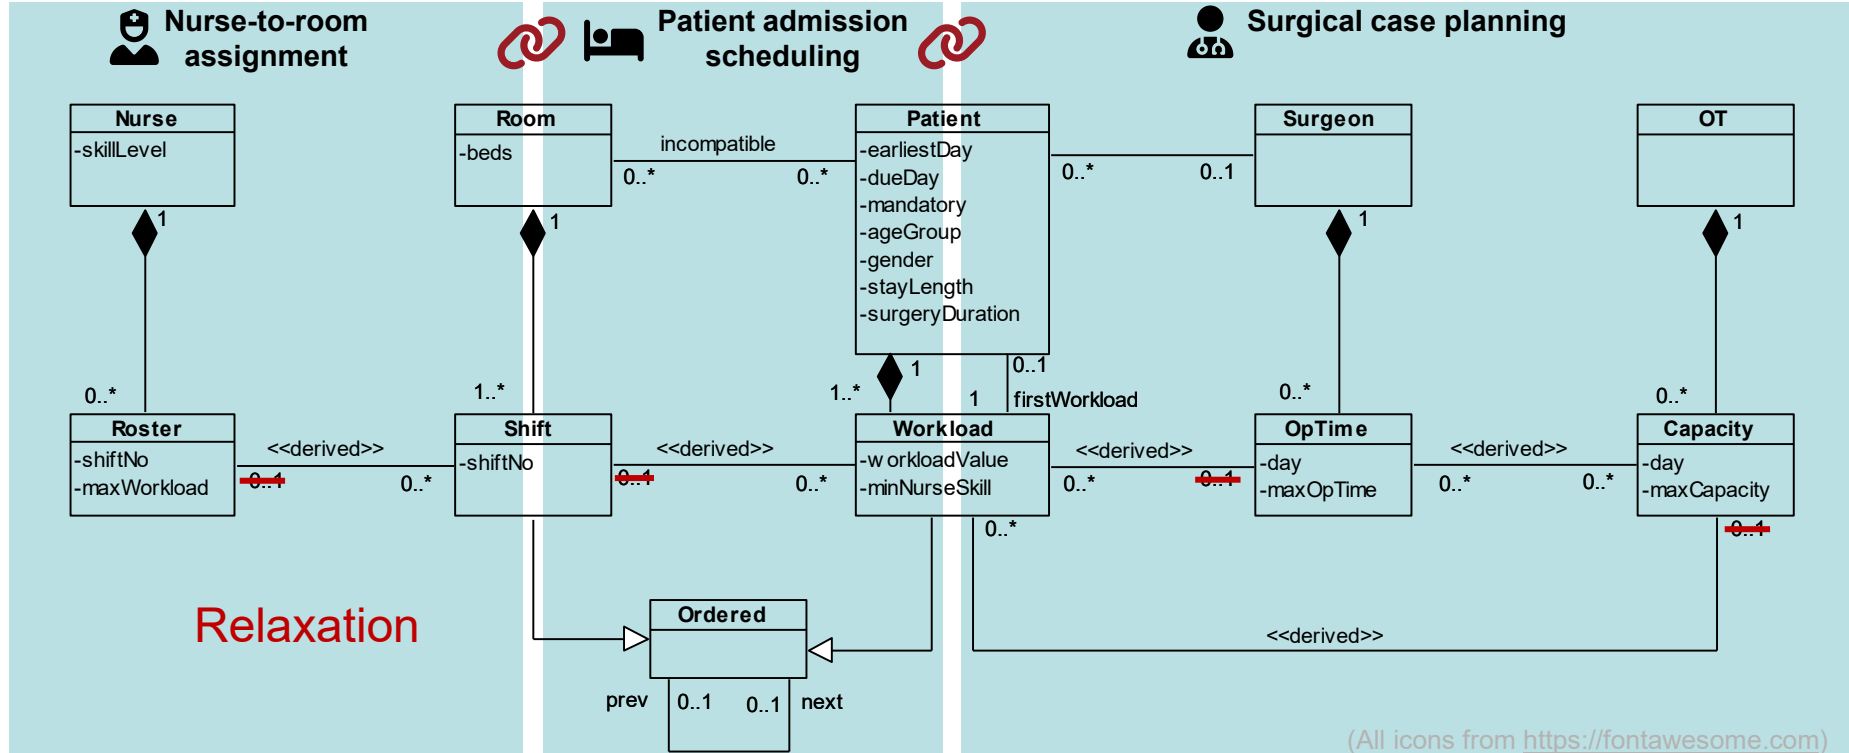 Nurse-to-room
assignment
Patient admission
scheduling
Surgical case planning
Nurse
-skillLevel
1
0..*
Room
-beds
1
1..*
incompatible
0..*
0..*
Patient
-earliestDay
-dueDay
-mandatory
-ageGroup
-gender
-stayLength
-surgeryDuration
1
1..*
0..1
1
firstWorkload
0..*
0..1
Surgeon
1
0..*
OT
1
0..*
Roster
-shiftNo
-maxWorkload
<<derived>>
0..1
0..*
Shift
-shiftNo
<<derived>>
0..1
0..*
Workload
-workloadValue
-minNurseSkill
<<derived>>
0..*
0..1
OpTime
-day
-maxOpTime
<<derived>>
0..*
0..*
Capacity
-day
-maxCapacity
0..1
0..*
<<derived>>
Relaxation
Ordered
prev
0..1
0..1
next
(All icons from https://fontawesome.com)